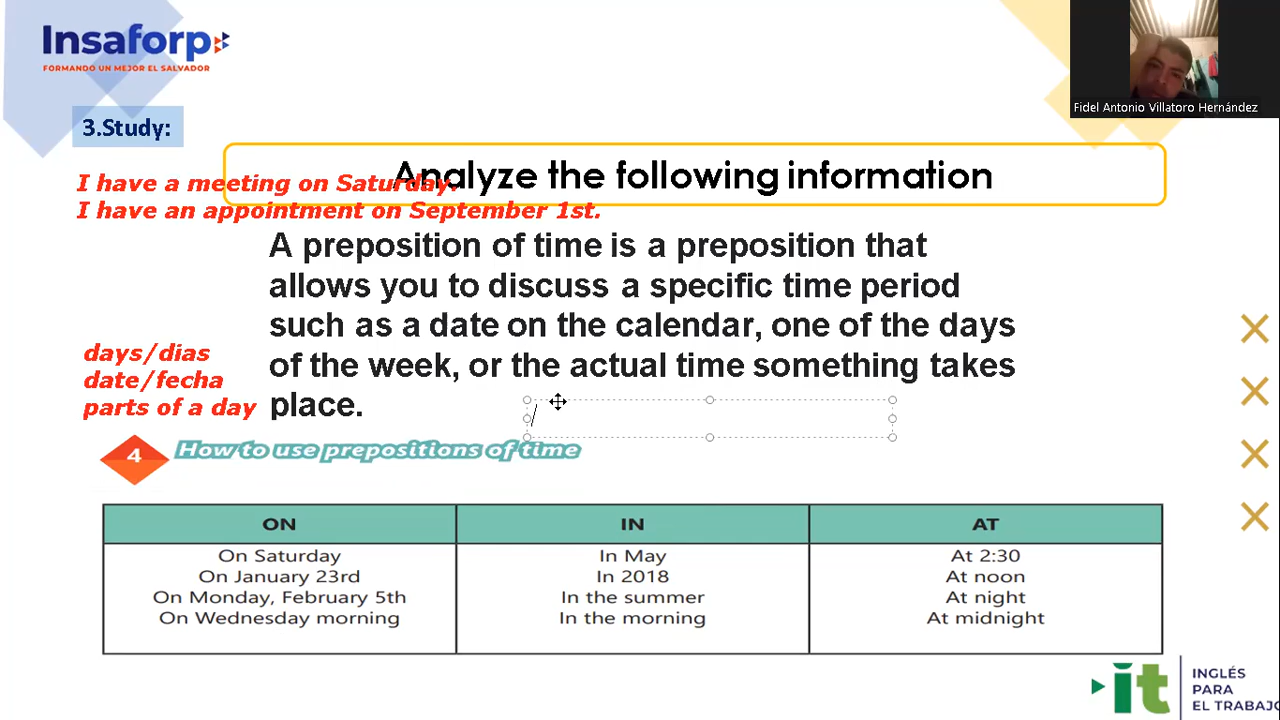 Insaforp
FORMANDO UN MEJOR EL SALVADOR
Fidel Antonio Villatoro Hernández
3.Study:
Analyze the following information
I have a meeting on Saturday.
I have an appointment on September 1st.
A preposition of time is a preposition that
allows you to discuss a specific time period
such as a date on the calendar, one of the days
of the week, or the actual time something takes
place.
days/dias
date/fecha
parts of a day
4
How to use prepositions of time
ON IN AT
On Saturday In May At 2:30
On January 23rd In 2018 At noon
On Monday, February 5th In the summer At night
On Wednesday morning In the morning At midnight
it
INGLÉS
PARA
EL TRABAJO